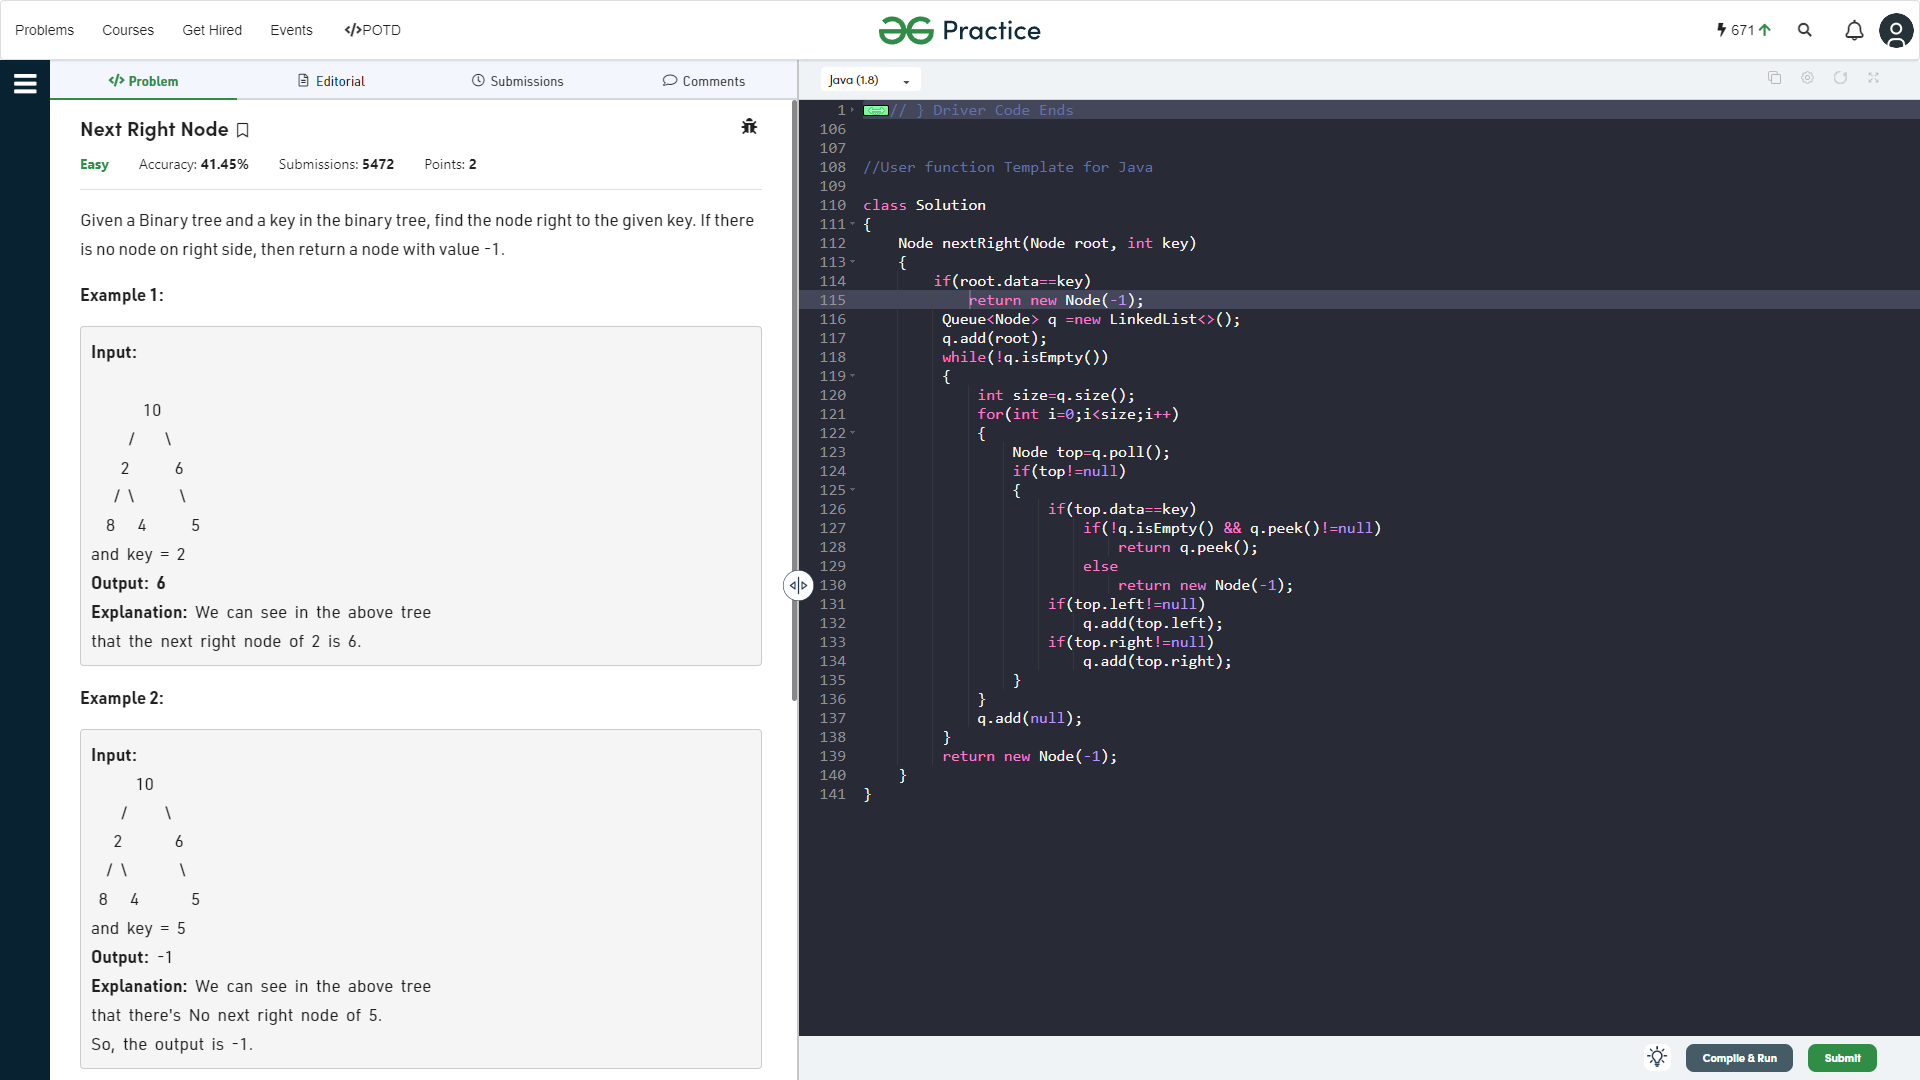 Problems Courses Get Hired Events </>POTD
Practice
671
</> Problem Editorial Submissions Comments
Next Right Node
Easy Accuracy: 41.45% Submissions: 5472 Points: 2
Given a Binary tree and a key in the binary tree, find the node right to the given key. If there
is no node on right side, then return a node with value -1.
Example 1:
Input:
10
/ \
2 6
/ \ \
8 4 5
and key = 2
Output: 6
Explanation: We can see in the above tree
that the next right node of 2 is 6.
Example 2:
Input:
10
/ \
2 6
/ \ \
8 4 5
and key = 5
Output: -1
Explanation: We can see in the above tree
that there's No next right node of 5.
So, the output is -1.
Java (1.8)
1 // } Driver Code Ends
106
107
108 //User function Template for Java
109
110 class Solution
111 {
112 Node nextRight(Node root, int key)
113 {
114 if(root.data==key)
115 return new Node(-1);
116 Queue<Node> q =new LinkedList<>();
117 q.add(root);
118 while(!q.isEmpty())
119 {
120 int size=q.size();
121 for(int i=0;i<size;i++)
122 {
123 Node top=q.poll();
124 if(top!=null)
125 {
126 if(top.data==key)
127 if(!q.isEmpty() && q.peek()!=null)
128 return q.peek();
129 else
130 return new Node(-1);
131 if(top.left!=null)
132 q.add(top.left);
133 if(top.right!=null)
134 q.add(top.right);
135 }
136 }
137 q.add(null);
138 }
139 return new Node(-1);
140 }
141 }
Compile & Run Submit